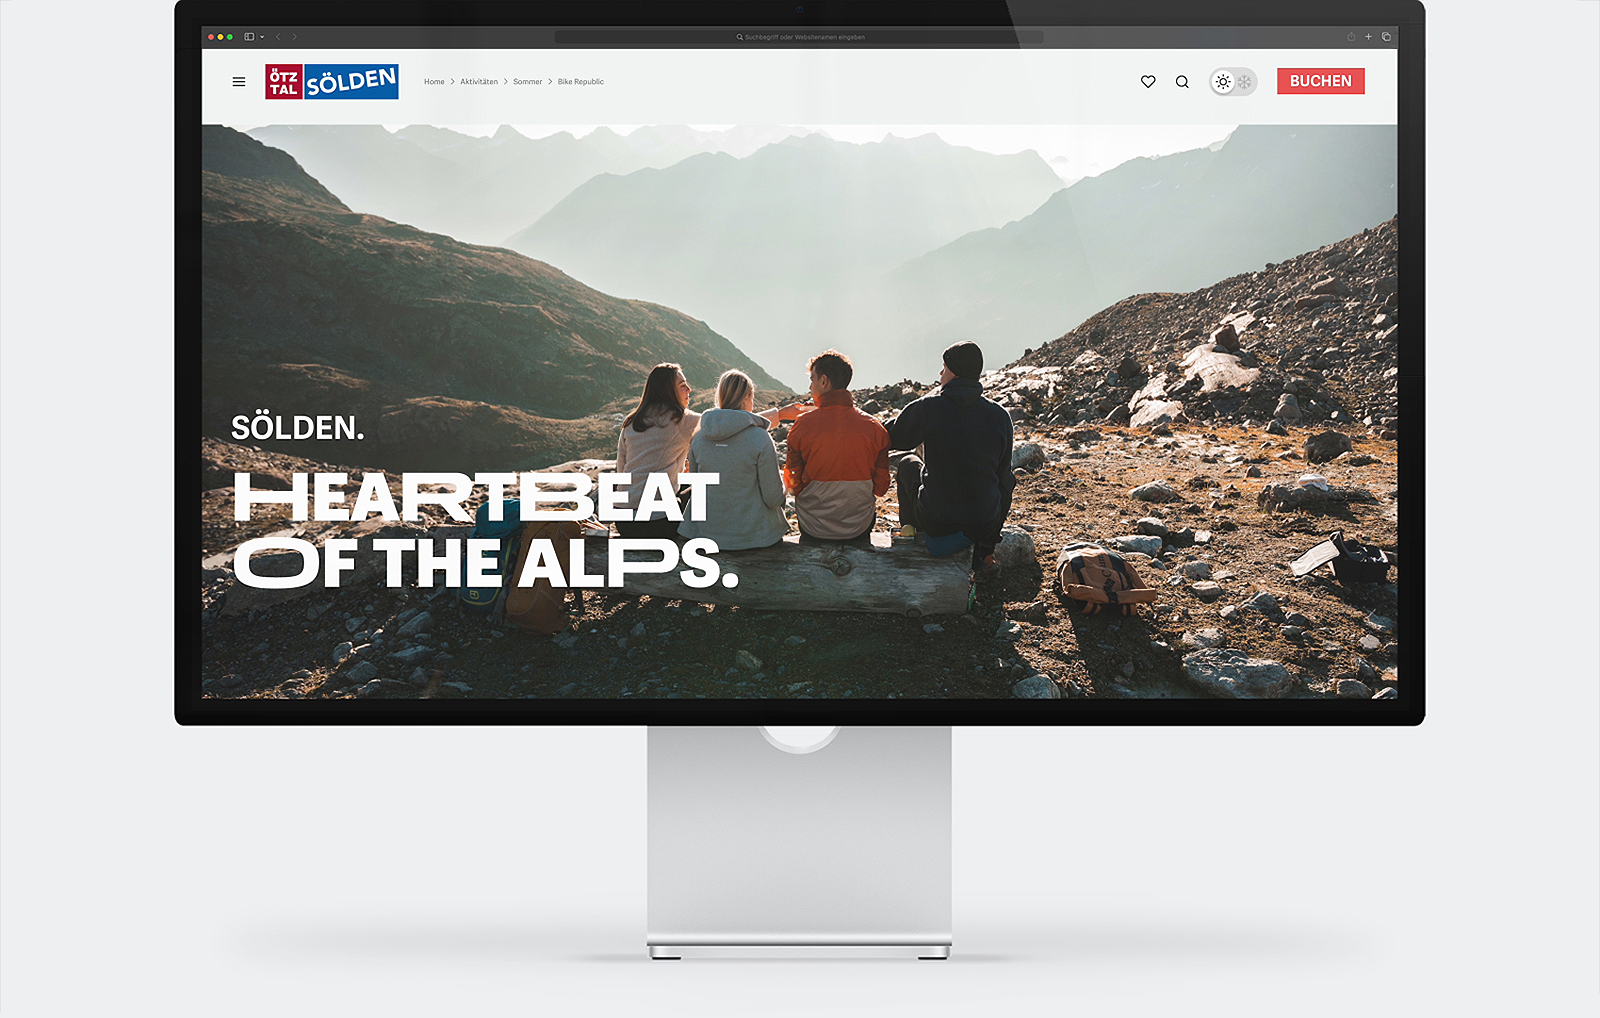 Suchbegriff oder Websitenamen eingeben
ÖTZ
TAL
SÖLDEN
Home > Aktivitäten > Sommer > Bike Republic
BUCHEN
SÖLDEN.
HEARTBEAT
OF THE ALPS.